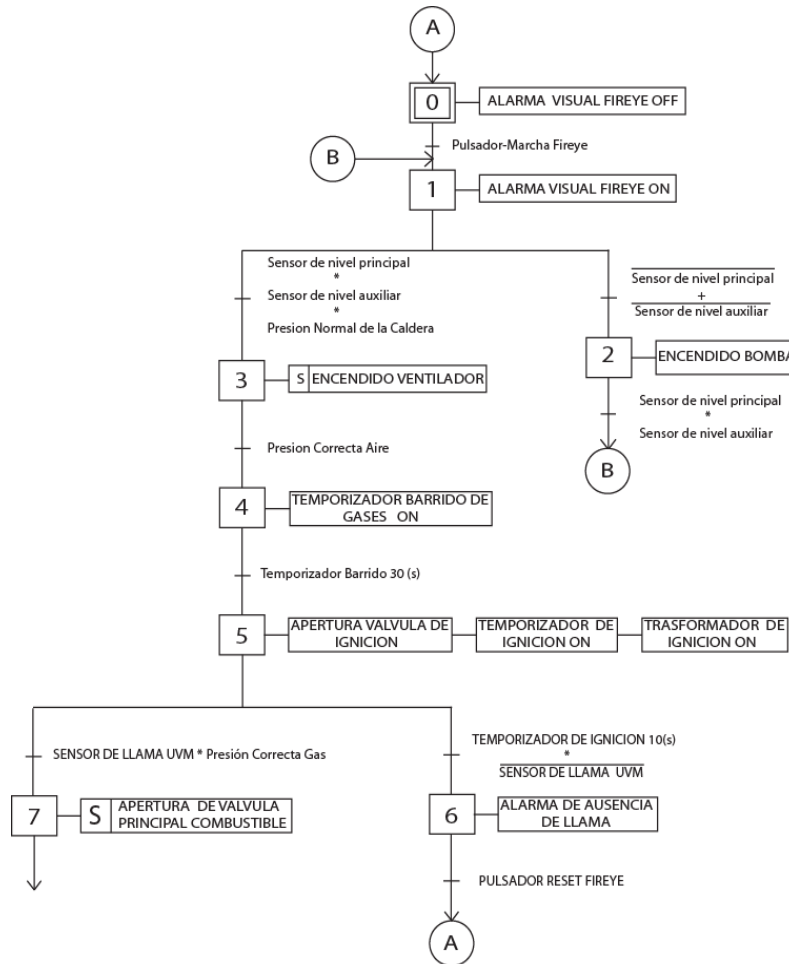 A
0
ALARMA VISUAL FIREYE OFF
Pulsador-Marcha Fireye
B
1
ALARMA VISUAL FIREYE ON
Sensor de nivel principal
*
Sensor de nivel auxiliar
*
Presion Normal de la Caldera
Sensor de nivel principal
+
Sensor de nivel auxiliar
2
ENCENDIDO BOMBA
3
S ENCENDIDO VENTILADOR
Sensor de nivel principal
*
Sensor de nivel auxiliar
B
Presion Correcta Aire
4
TEMPORIZADOR BARRIDO DE
GASES ON
Temporizador Barrido 30 (s)
5
APERTURA VALVULA DE
IGNICION
TEMPORIZADOR DE
IGNICION ON
TRASFORMADOR DE
IGNICION ON
SENSOR DE LLAMA UVM * Presión Correcta Gas
TEMPORIZADOR DE IGNICION 10(s)
*
SENSOR DE LLAMA UVM
7
S
APERTURA DE VALVULA
PRINCIPAL COMBUSTIBLE
6
ALARMA DE AUSENCIA
DE LLAMA
PULSADOR RESET FIREYE
A